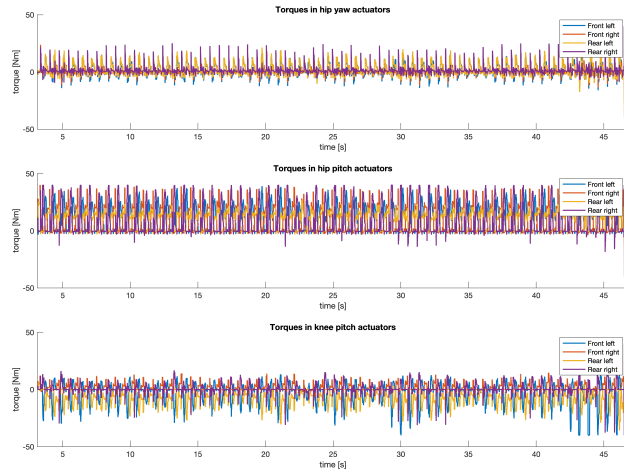 Torques in hip yaw actuators
50
0
-50
torque [Nm]
5 10 15 20 25 30 35 40 45
time [s]
Front left
Front right
Rear left
Rear right
Torques in hip pitch actuators
50
0
-50
torque [Nm]
5 10 15 20 25 30 35 40 45
time [s]
Front left
Front right
Rear left
Rear right
Torques in knee pitch actuators
50
0
-50
torque [Nm]
5 10 15 20 25 30 35 40 45
time [s]
Front left
Front right
Rear left
Rear right